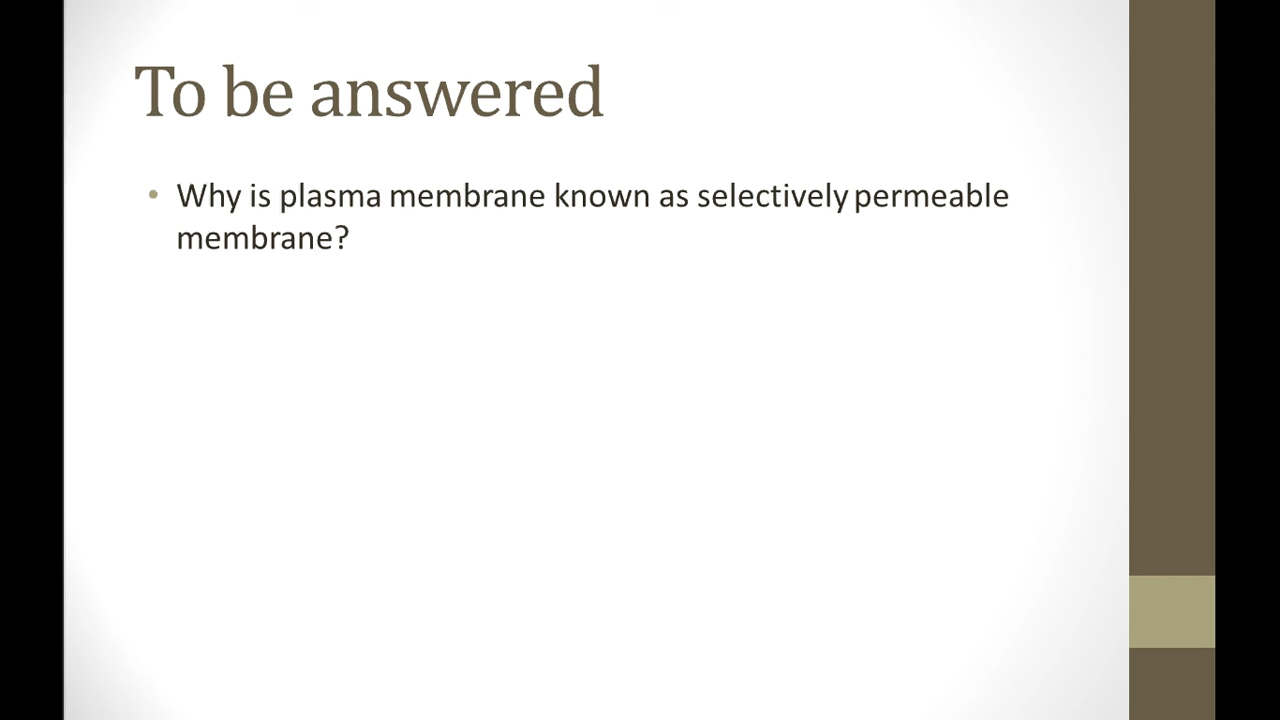 To be answered
• Why is plasma membrane known as selectively permeable
membrane?